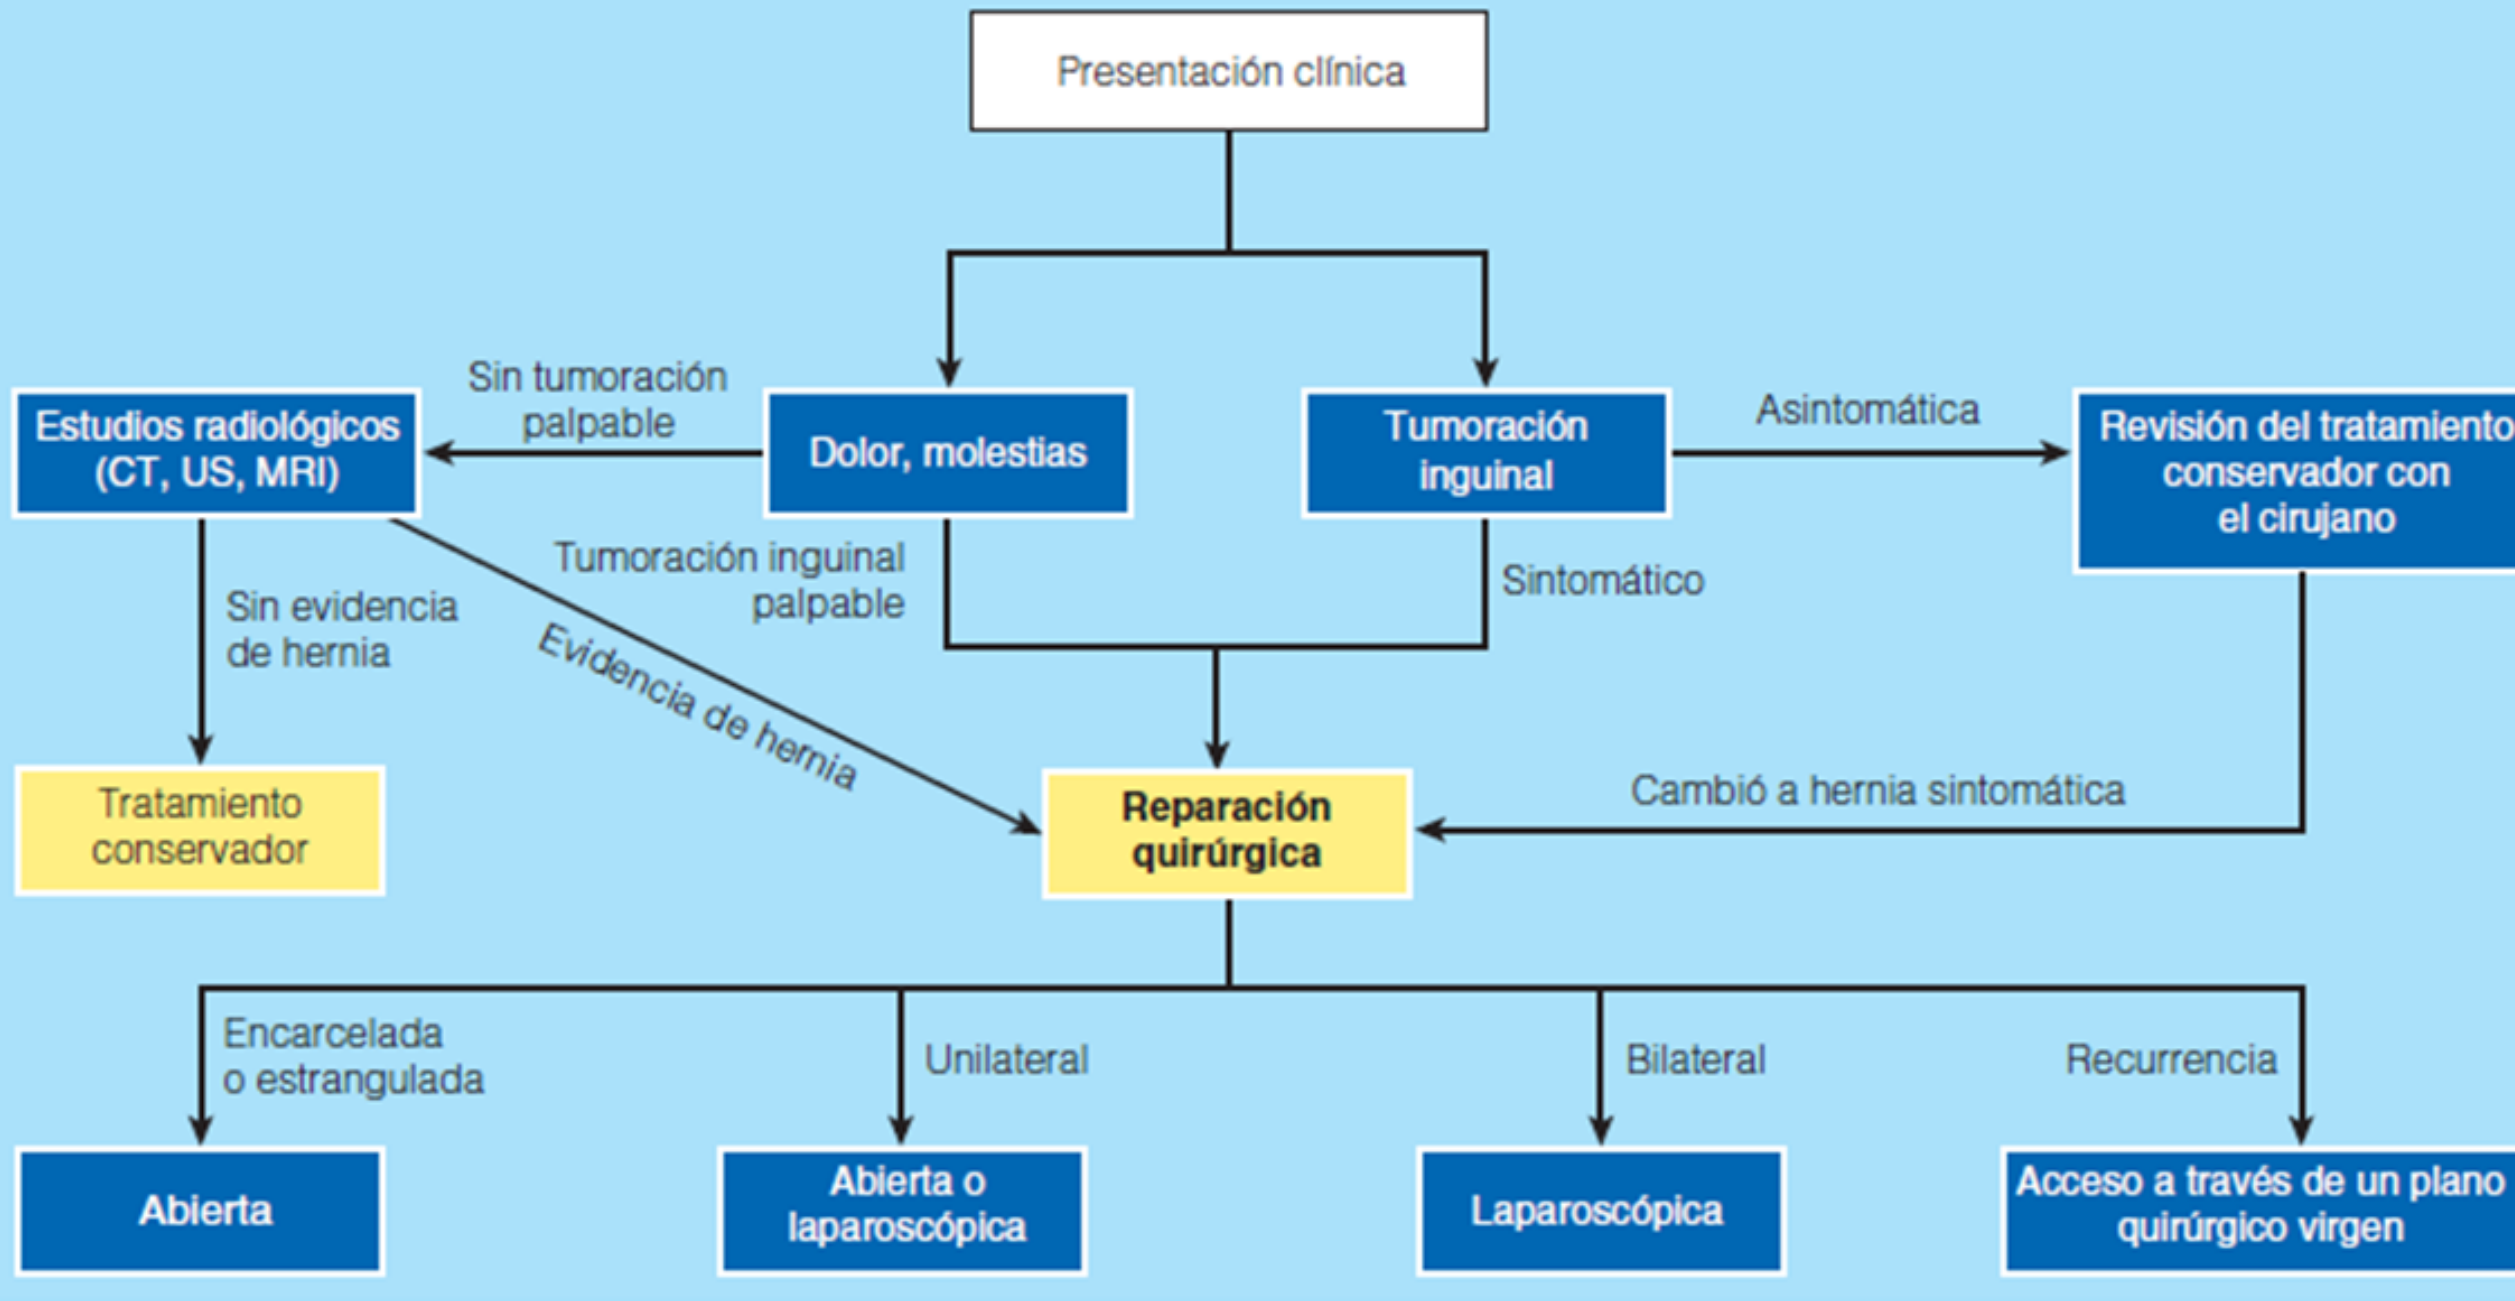 Presentación clínica
Sin tumoración
palpable
Estudios radiológicos
(CT, US, MRI)
Dolor, molestias
Tumoración
inguinal
Asintomática
Revisión del tratamiento
conservador con
el cirujano
Tumoración inguinal
palpable
Sintomático
Sin evidencia
de hernia
Evidencia de hernia
Tratamiento
conservador
Reparación
quirúrgica
Cambió a hernia sintomática
Encarcelada
o estrangulada
Unilateral
Bilateral
Recurrencia
Abierta
Abierta o
laparoscópica
Laparoscópica
Acceso a través de un plano
quirúrgico virgen